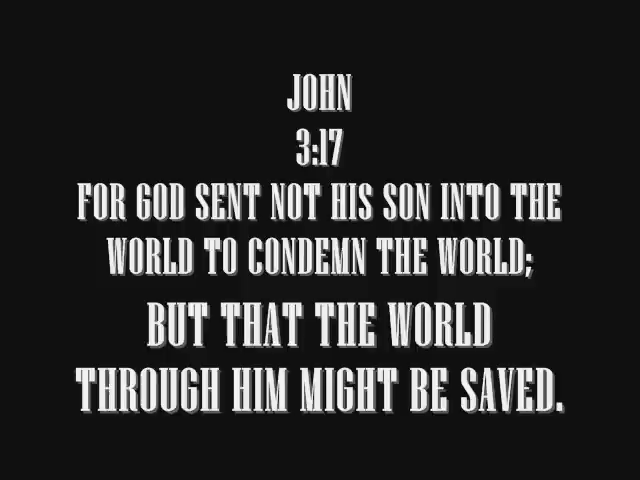 JOHN
3:17
FOR GOD SENT NOT HIS SON INTO THE
WORLD TO CONDEMN THE WORLD;
BUT THAT THE WORLD
THROUGH HIM MIGHT BE SAVED.